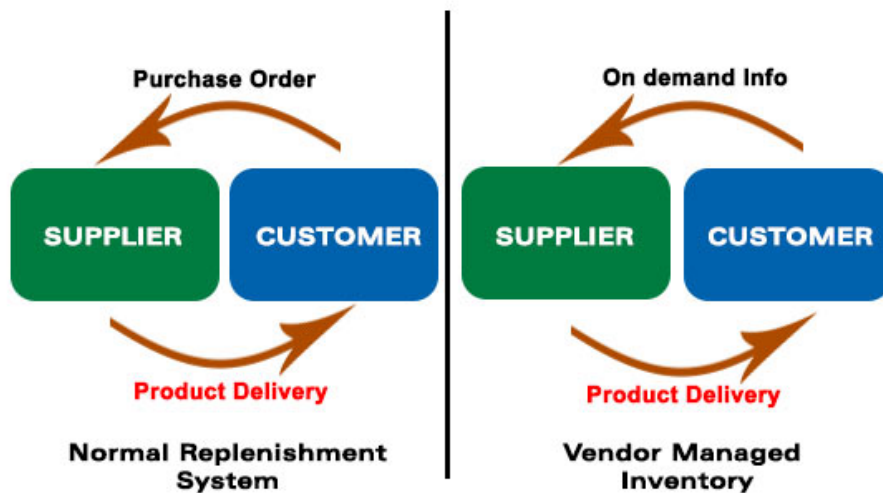 Purchase Order
SUPPLIER
CUSTOMER
Product Delivery
Normal Replenishment
System
On demand Info
SUPPLIER
CUSTOMER
Product Delivery
Vendor Managed
Inventory